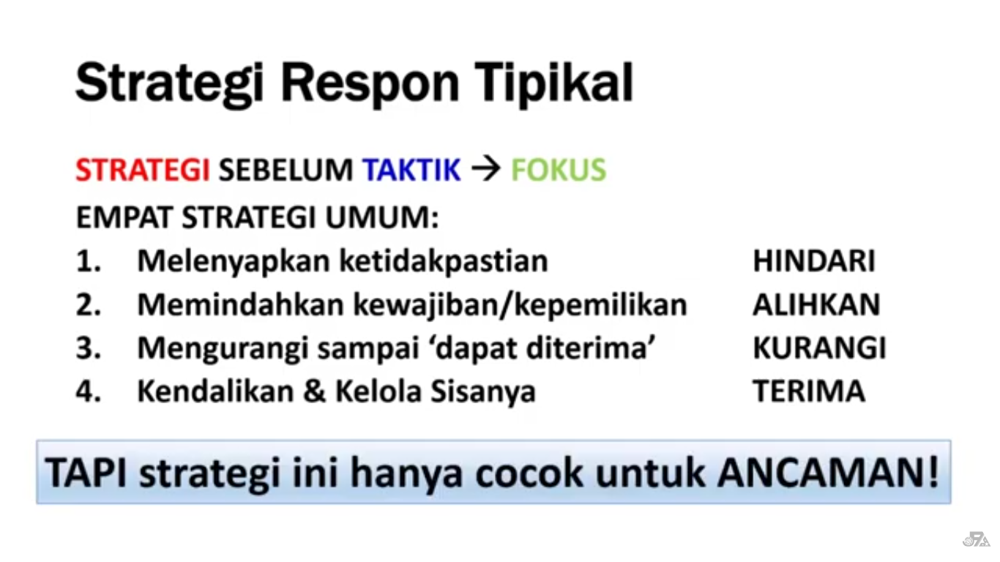 Strategi Respon Tipikal
STRATEGI SEBELUM TAKTIK → FOKUS
EMPAT STRATEGI UMUM:
1. Melenyapkan ketidakpastian HINDARI
2. Memindahkan kewajiban/kepemilikan ALIHKAN
3. Mengurangi sampai ‘dapat diterima’ KURANGI
4. Kendalikan & Kelola Sisanya TERIMA
TAPI strategi ini hanya cocok untuk ANCAMAN!